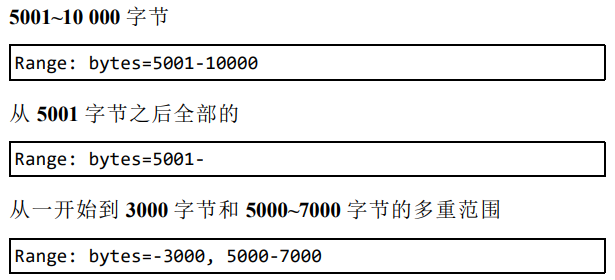 5001~10 000 字节
Range: bytes=5001-10000
从 5001 字节之后全部的
Range: bytes=5001-
从一开始到 3000 字节和 5000~7000 字节的多重范围
Range: bytes=-3000, 5000-7000